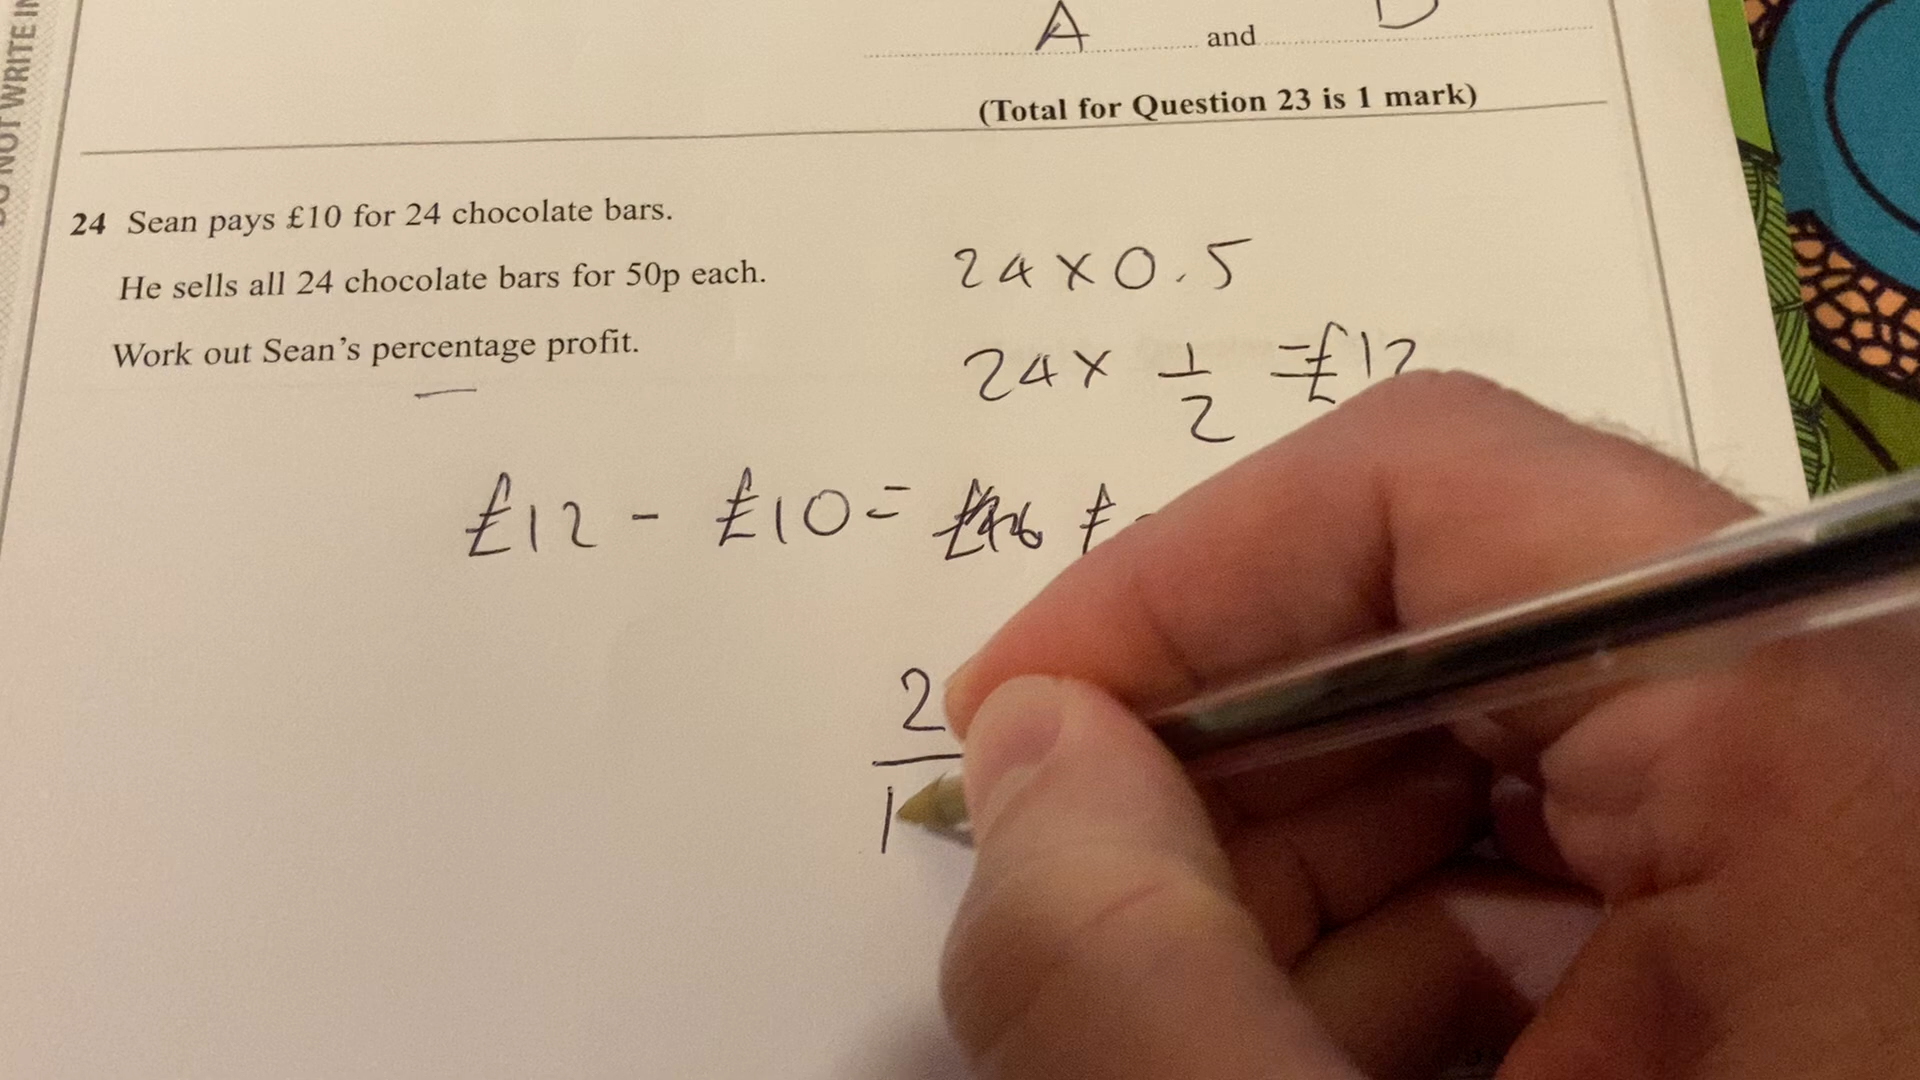 A and
(Total for Question 23 is 1 mark)
24 Sean pays £10 for 24 chocolate bars.
He sells all 24 chocolate bars for 50p each.
Work out Sean's percentage profit.
24 × 0.5
24 × 1/2 = £12
£12 - £10 = £
2
1